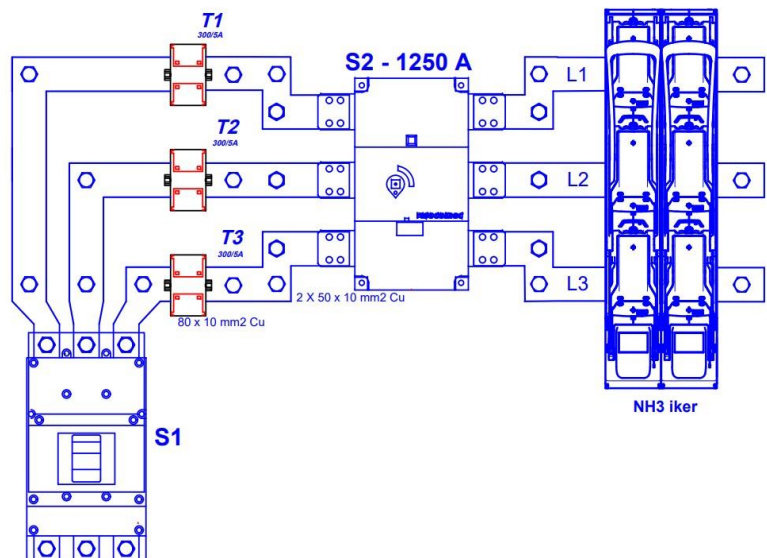 T1
300/5A
S2 - 1250 A
L1
T2
300/5A
L2
T3
300/5A
L3
2 X 50 x 10 mm2 Cu
80 x 10 mm2 Cu
NH3 iker
S1